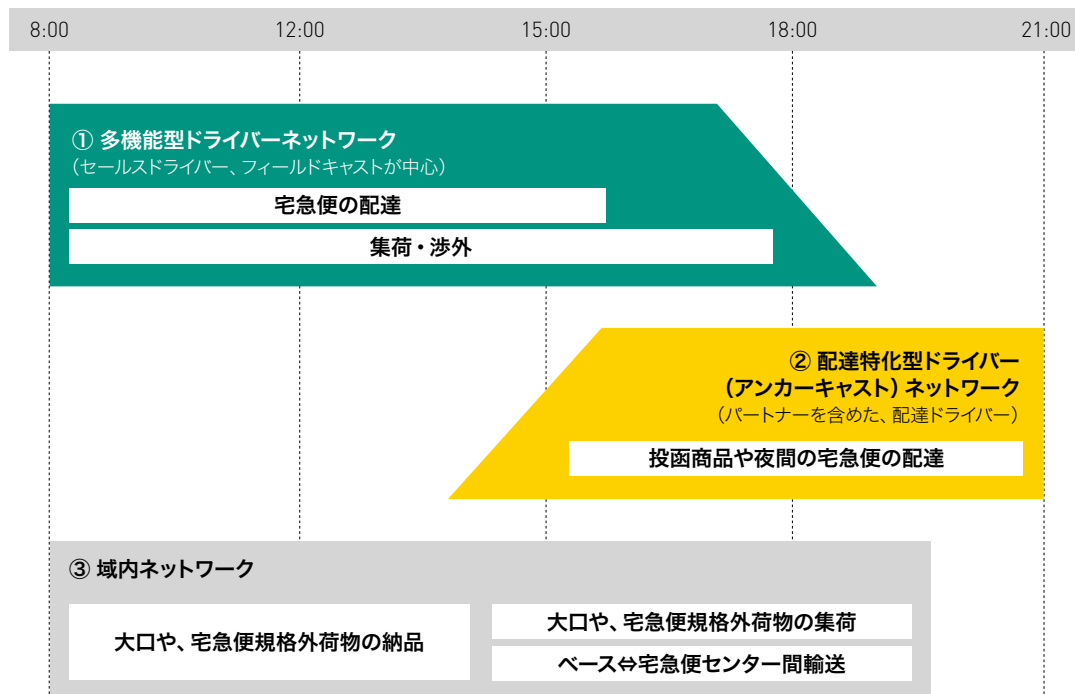 8:00 12:00 15:00 18:00 21:00
① 多機能型ドライバーネットワーク
（セールスドライバー、フィールドキャストが中心）
宅急便の配達
集荷・渉外
② 配達特化型ドライバー
（アンカーキャスト）ネットワーク
（パートナーを含めた、配達ドライバー）
投函商品や夜間の宅急便の配達
③ 域内ネットワーク
大口や、宅急便規格外荷物の納品
大口や、宅急便規格外荷物の集荷
ベース⇔宅急便センター間輸送